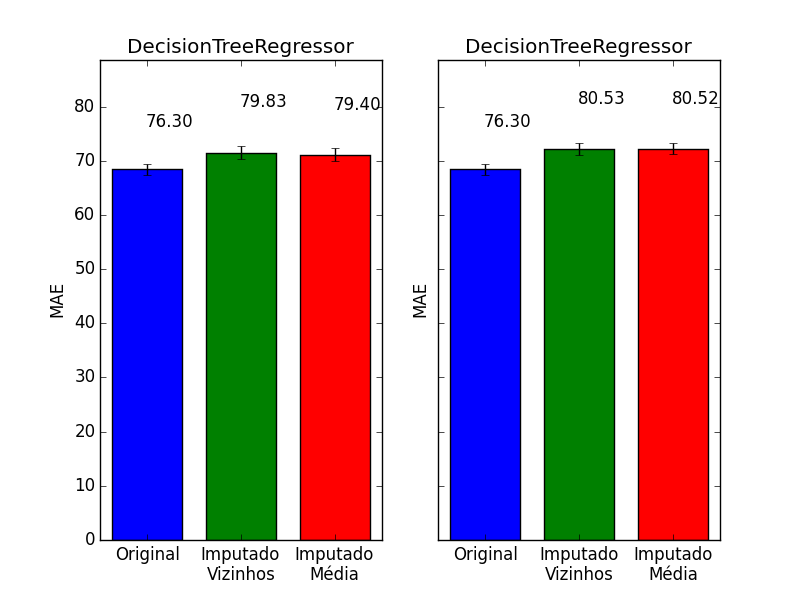 DecisionTreeRegressor
76.30
79.83
79.40
80
70
60
50
40
30
20
10
0
MAE
Original
Imputado
Vizinhos
Imputado
Média
DecisionTreeRegressor
76.30
80.53
80.52
MAE
Original
Imputado
Vizinhos
Imputado
Média